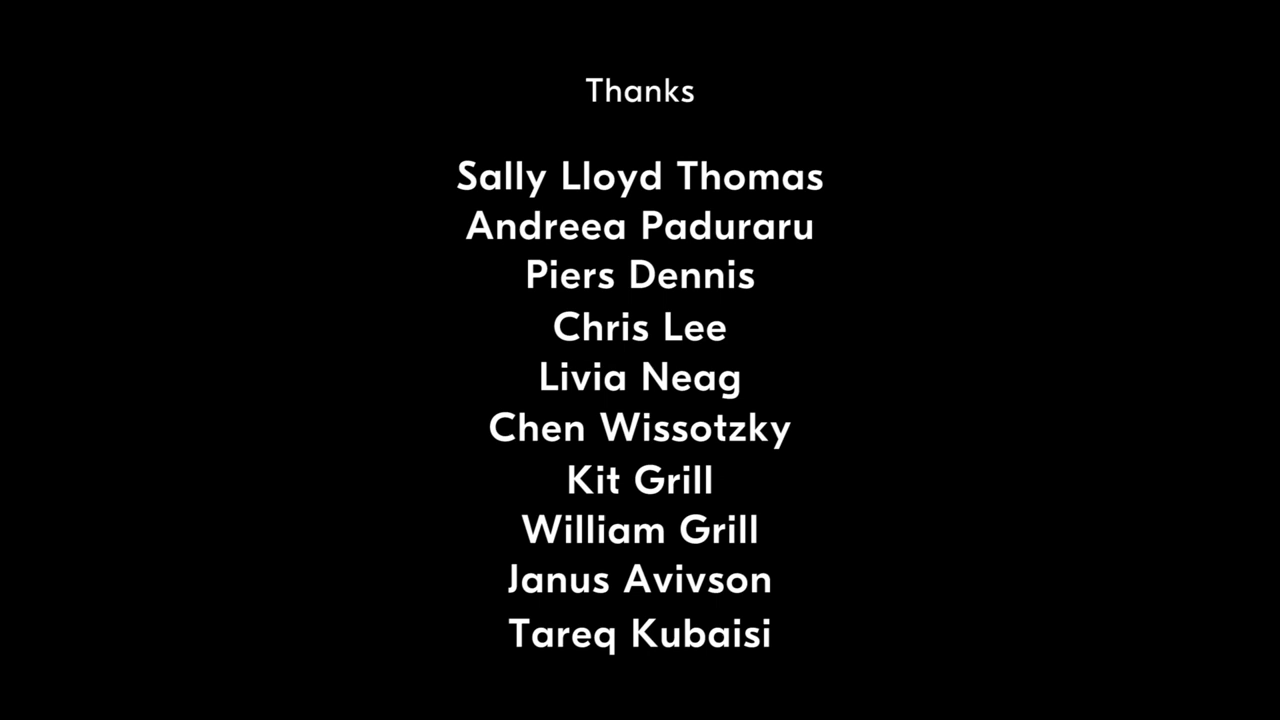 Thanks
Sally Lloyd Thomas
Andreea Paduraru
Piers Dennis
Chris Lee
Livia Neag
Chen Wissotzky
Kit Grill
William Grill
Janus Avivson
Tareq Kubaisi